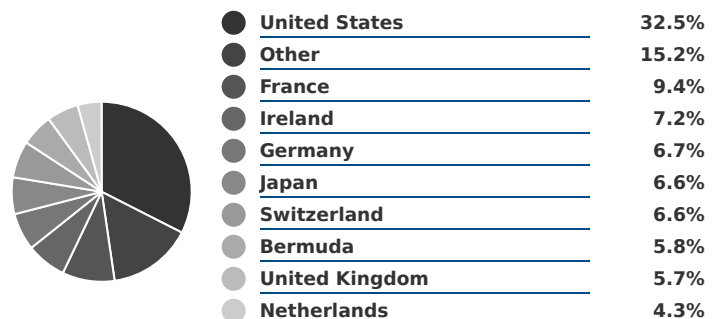 United States 32.5%
Other 15.2%
France 9.4%
Ireland 7.2%
Germany 6.7%
Japan 6.6%
Switzerland 6.6%
Bermuda 5.8%
United Kingdom 5.7%
Netherlands 4.3%